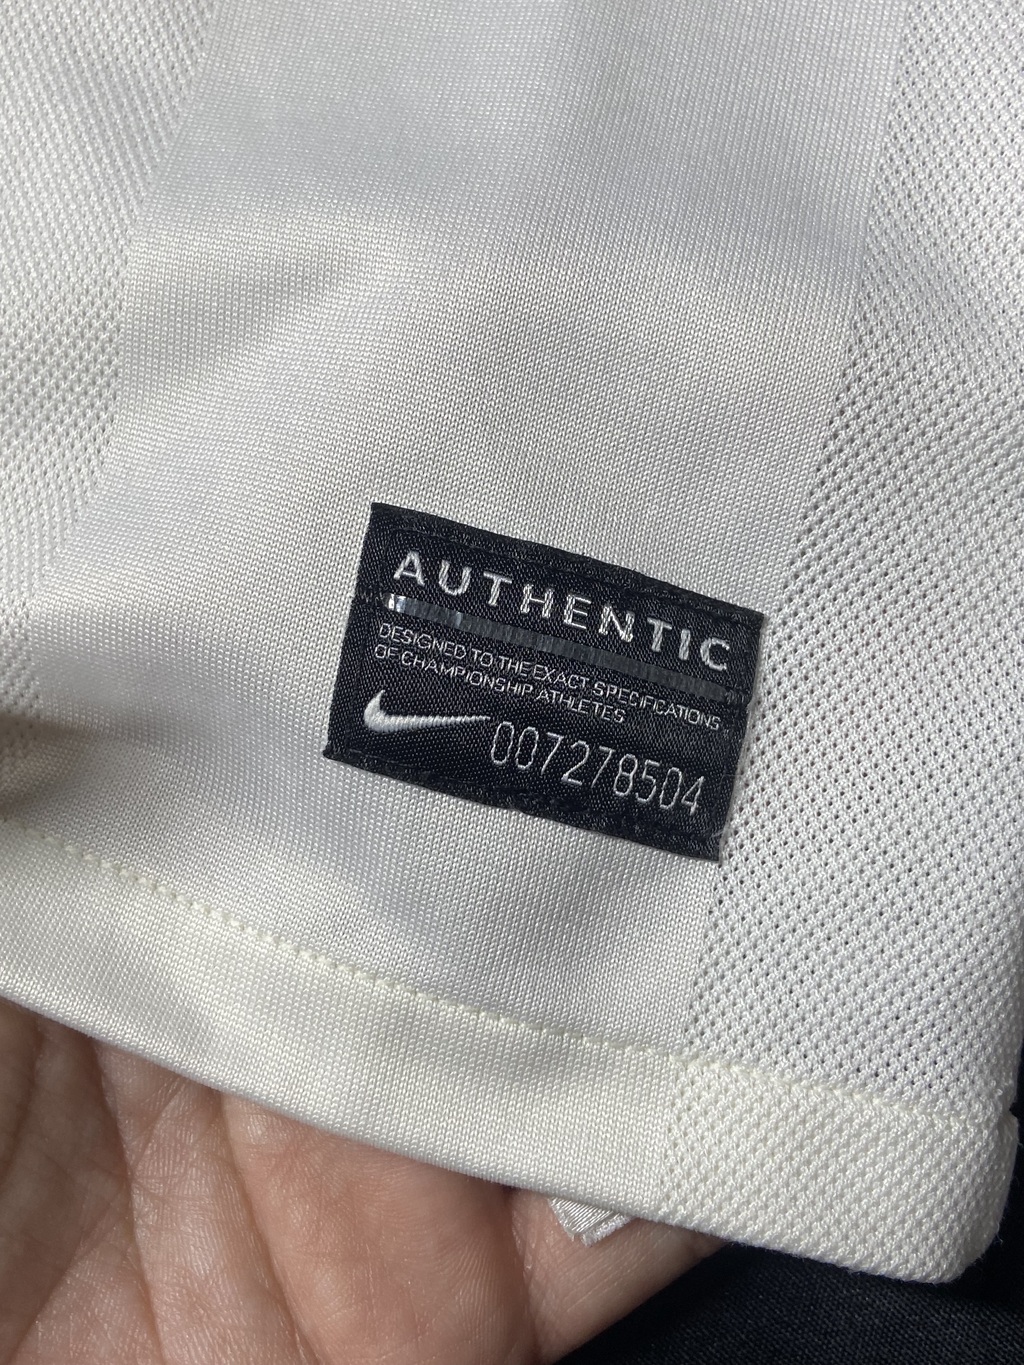 AUTHENTIC
DESIGNED TO THE EXACT SPECIFICATIONS
OF CHAMPIONSHIP ATHLETES
007278504